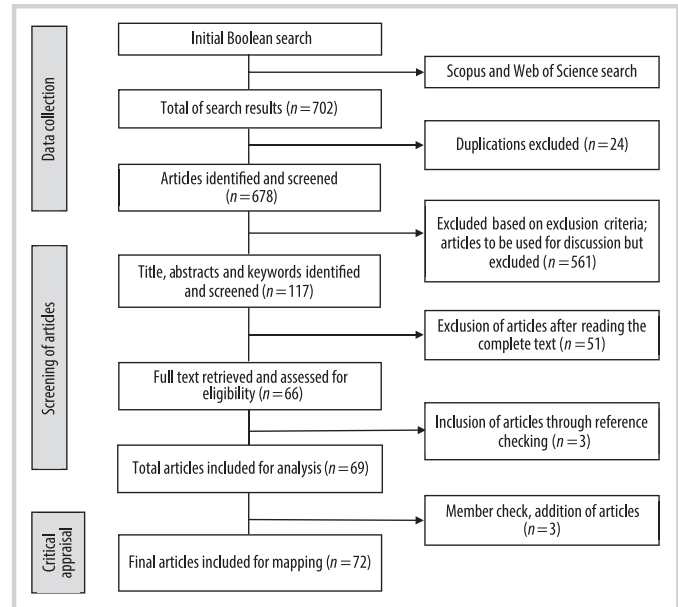 Data collection
Initial Boolean search
Scopus and Web of Science search
Total of search results (n=702)
Duplications excluded (n=24)
Articles identified and screened
(n=678)
Excluded based on exclusion criteria;
articles to be used for discussion but
excluded (n=561)
Screening of articles
Title, abstracts and keywords identified
and screened (n=117)
Exclusion of articles after reading the
complete text (n=51)
Full text retrieved and assessed for
eligibility (n=66)
Inclusion of articles through reference
checking (n=3)
Total articles included for analysis (n=69)
Critical
appraisal
Member check, addition of articles
(n=3)
Final articles included for mapping (n=72)